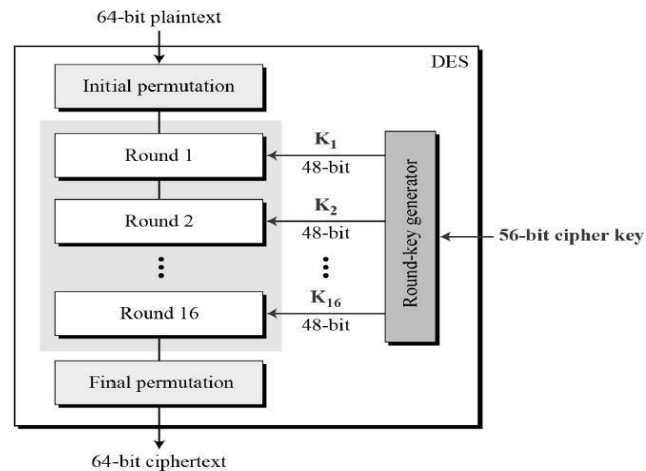 64-bit plaintext
DES
Initial permutation
Round 1
K1
48-bit
Round 2
K2
48-bit
Round-key generator
56-bit cipher key
Round 16
K16
48-bit
Final permutation
64-bit ciphertext